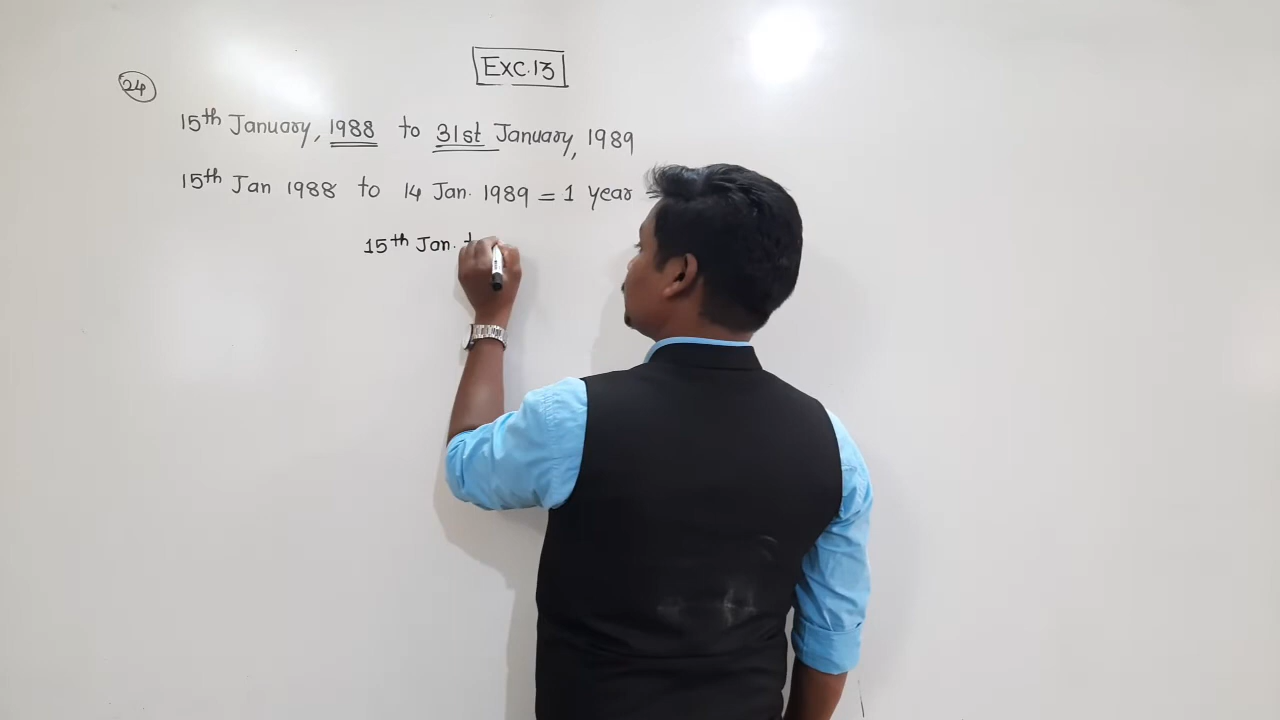 Exc.13
24
15th January, 1988 to 31st January, 1989
15th Jan 1988 to 14 Jan. 1989 = 1 year =
15th Jan. t